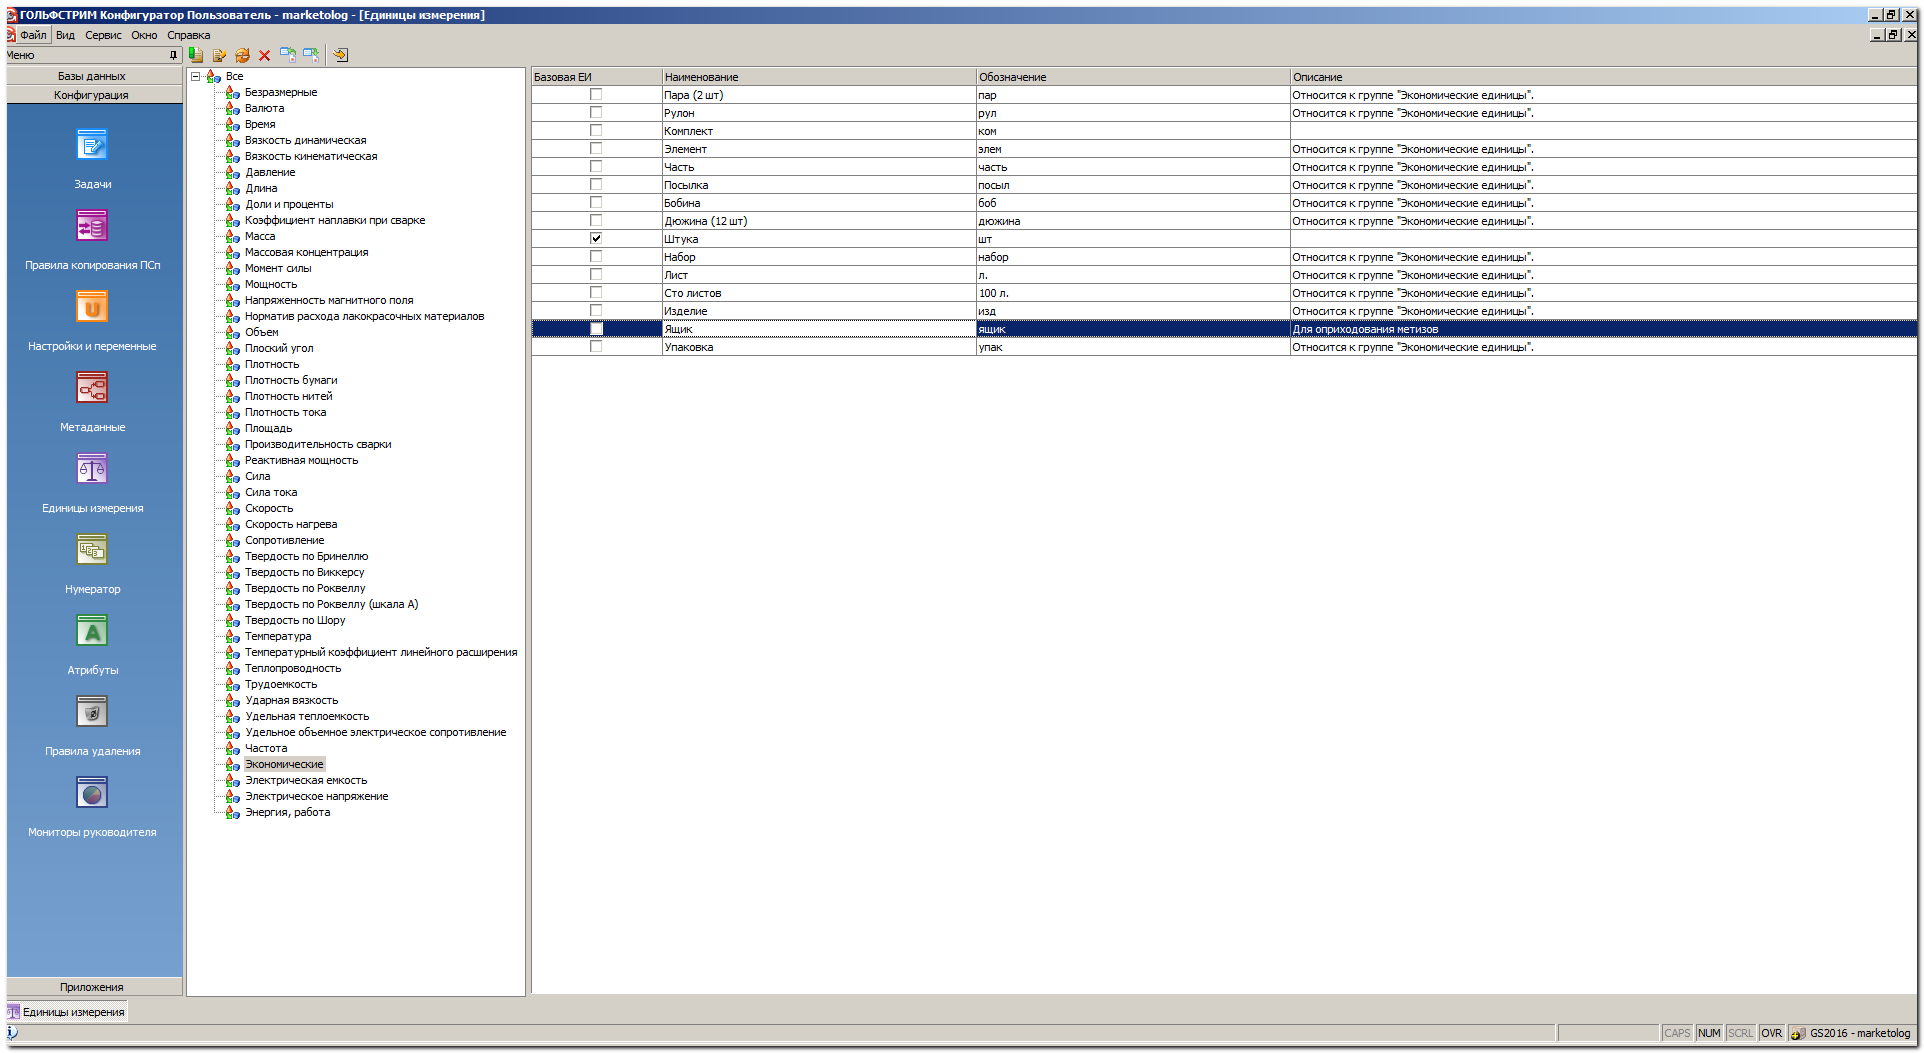 ГОЛЬФСТРИМ Конфигуратор Пользователь - marketolog - [Единицы измерения]
Файл Вид Сервис Окно Справка
Меню
Базы данных
Конфигурация
Задачи
Правила копирования ПСп
Настройки и переменные
Метаданные
Единицы измерения
Нумератор
Атрибуты
Правила удаления
Мониторы руководителя
Приложения
Все
Безразмерные
Валюта
Время
Вязкость динамическая
Вязкость кинематическая
Давление
Длина
Доли и проценты
Коэффициент наплавки при сварке
Масса
Массовая концентрация
Момент силы
Мощность
Напряженность магнитного поля
Норматив расхода лакокрасочных материалов
Объем
Плоский угол
Плотность
Плотность бумаги
Плотность нитей
Плотность тока
Площадь
Производительность сварки
Реактивная мощность
Сила
Сила тока
Скорость
Скорость нагрева
Сопротивление
Твердость по Бринеллю
Твердость по Виккерсу
Твердость по Роквеллу
Твердость по Роквеллу (шкала А)
Твердость по Шору
Температура
Температурный коэффициент линейного расширения
Теплопроводность
Трудоемкость
Ударная вязкость
Удельная теплоемкость
Удельное объемное электрическое сопротивление
Частота
Экономические
Электрическая емкость
Электрическое напряжение
Энергия, работа
Базовая ЕИ Наименование Обозначение Описание
Пара (2 шт) пар Относится к группе "Экономические единицы".
Рулон рул Относится к группе "Экономические единицы".
Комплект ком
Элемент элем Относится к группе "Экономические единицы".
Часть часть Относится к группе "Экономические единицы".
Посылка посыл Относится к группе "Экономические единицы".
Бобина боб Относится к группе "Экономические единицы".
Дюжина (12 шт) дюжина Относится к группе "Экономические единицы".
Штука шт
Набор набор Относится к группе "Экономические единицы".
Лист л. Относится к группе "Экономические единицы".
Сто листов 100 л. Относится к группе "Экономические единицы".
Изделие изд Относится к группе "Экономические единицы".
Ящик ящик Для оприходования метизов
Упаковка упак Относится к группе "Экономические единицы".
Единицы измерения
CAPS NUM SCRL OVR GS2016 - marketolog